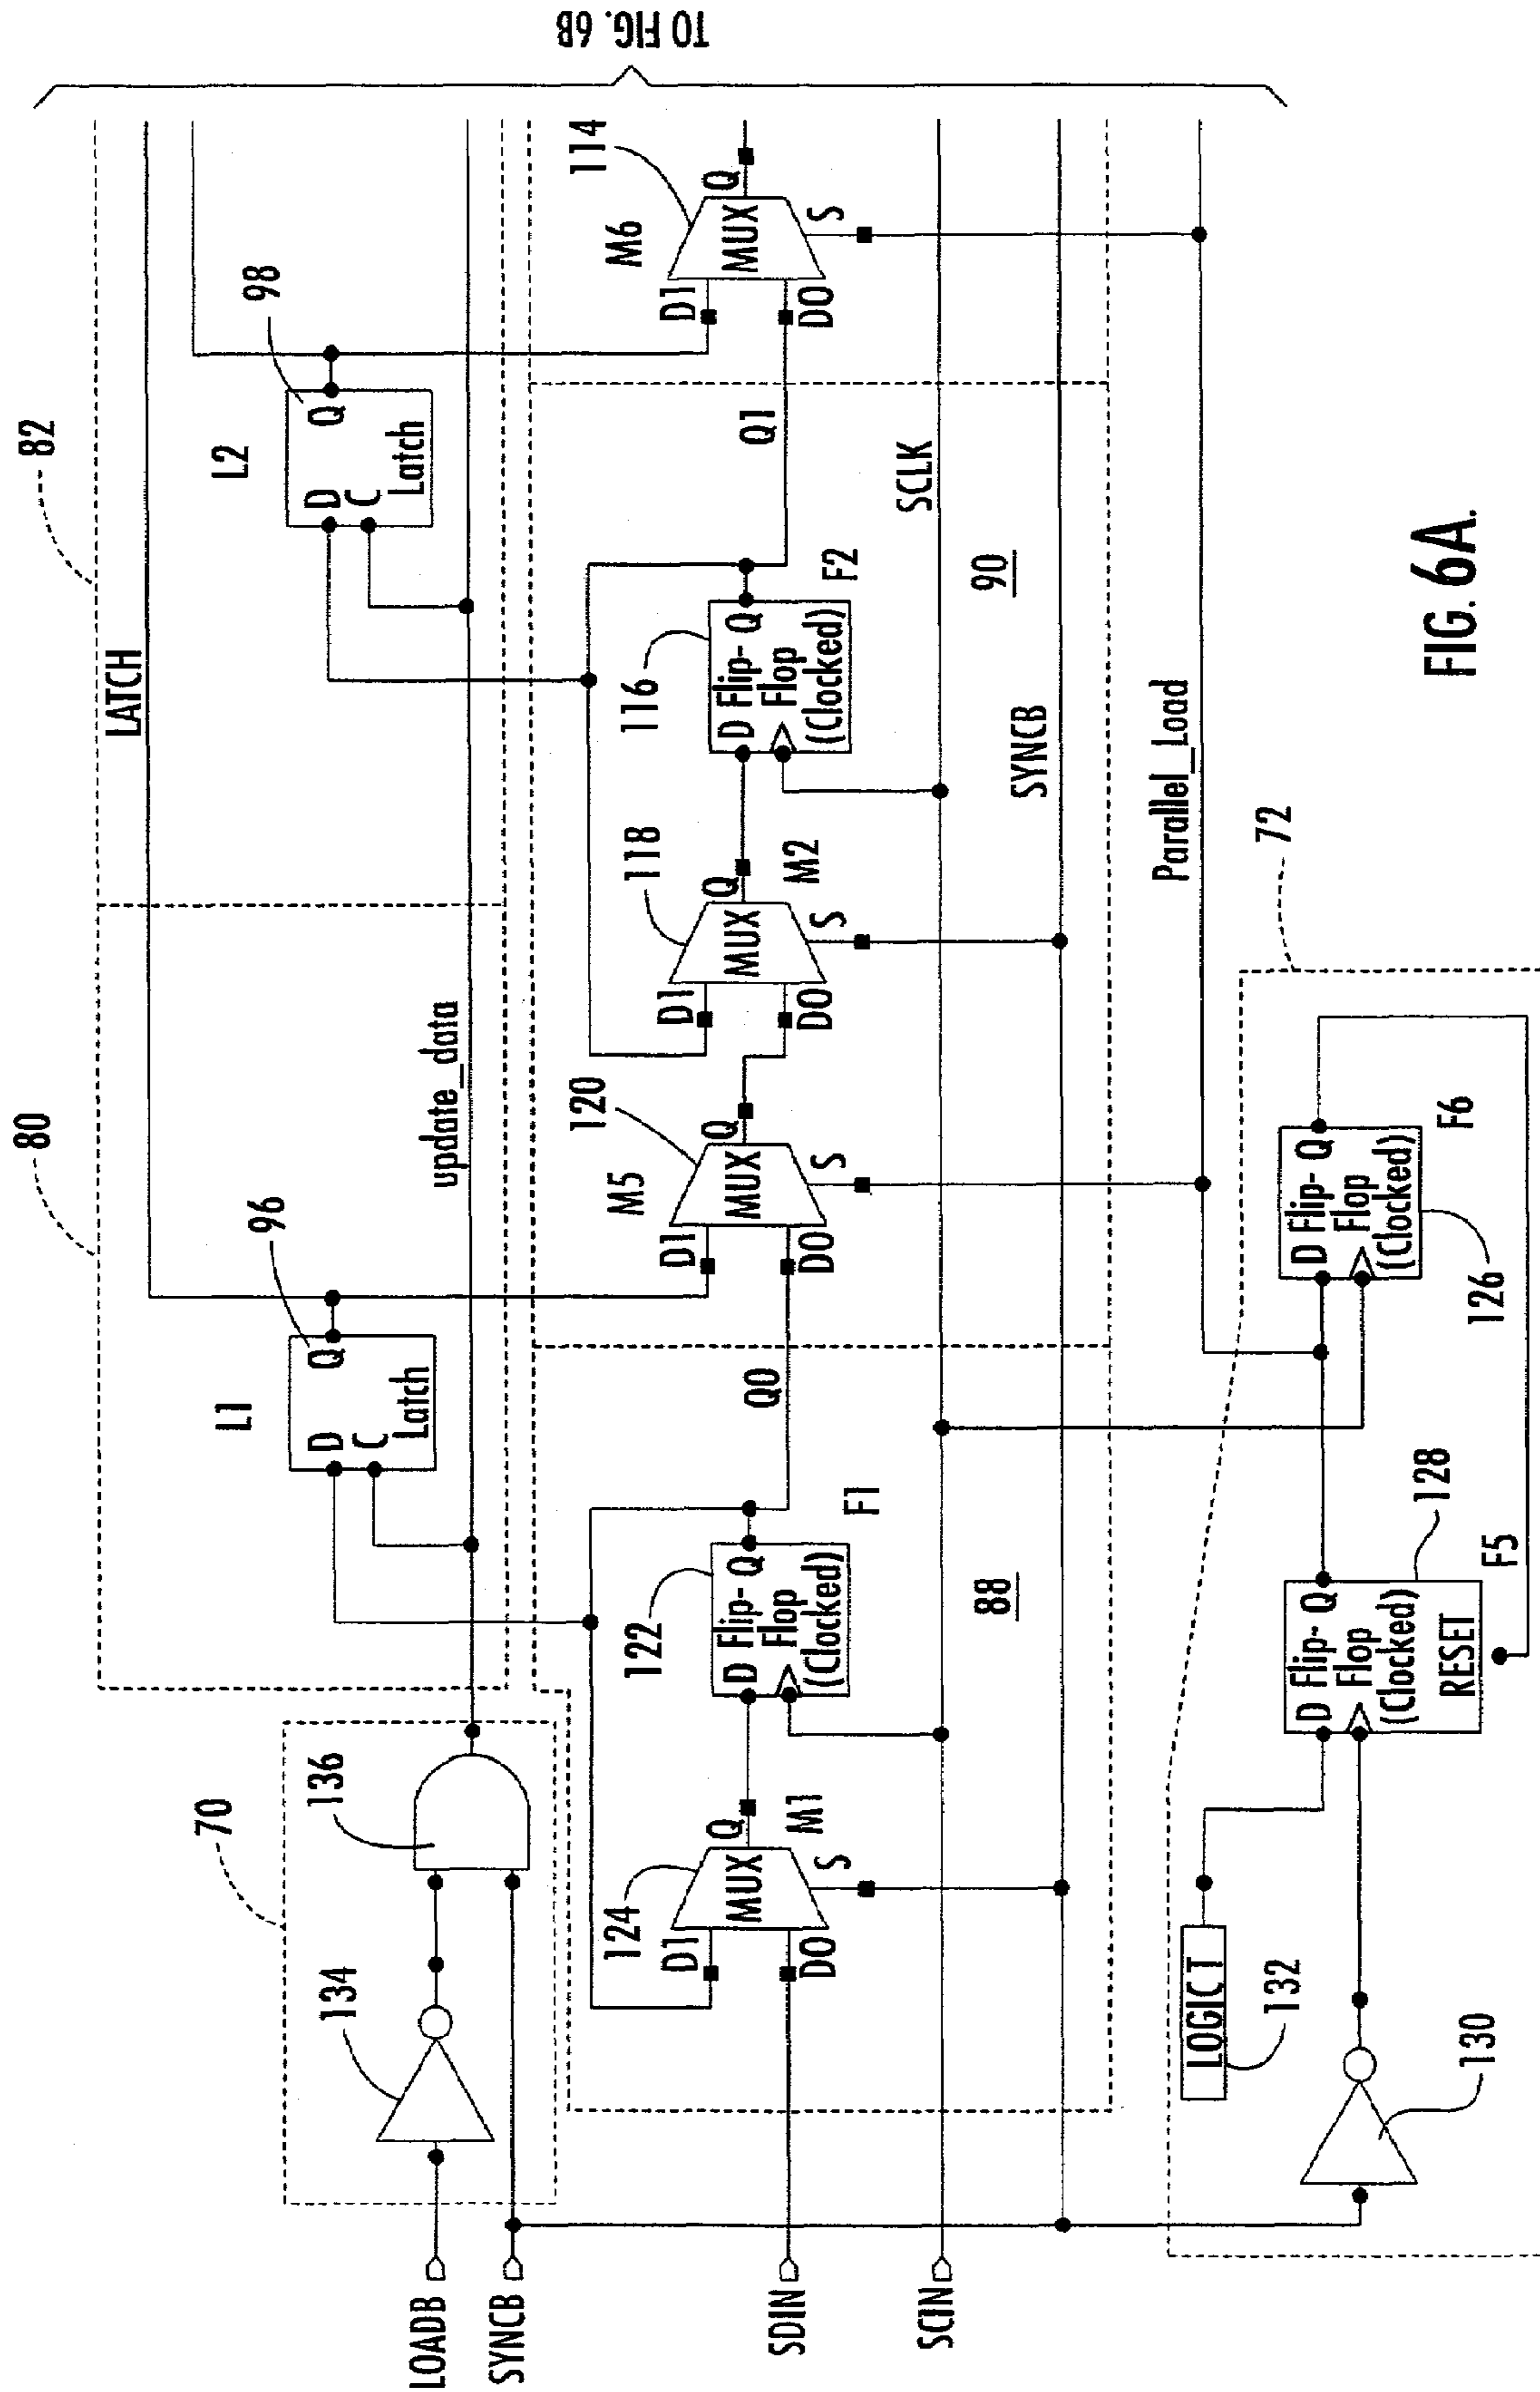 TO FIG. 6B
82
80
LATCH
70
L1
96
D
Q
C
Latch
L2
98
D
Q
C
Latch
update_data
134
136
LOADB
SYNCB
124
D1
MUX
Q
D0
S
M1
122
D Flip- Q
Flop
(Clocked)
F1
Q0
M5
120
D1
MUX
Q
D0
S
118
D1
MUX
Q
D0
S
M2
116
D Flip- Q
Flop
(Clocked)
F2
Q1
M6
114
D1
MUX
Q
D0
S
SDIN
SCIN
SCLK
88
90
SYNCB
Parallel_Load
72
LOGICT
132
130
D Flip- Q
Flop
(Clocked)
RESET
128
F5
D Flip- Q
Flop
(Clocked)
126
F6
FIG. 6A.